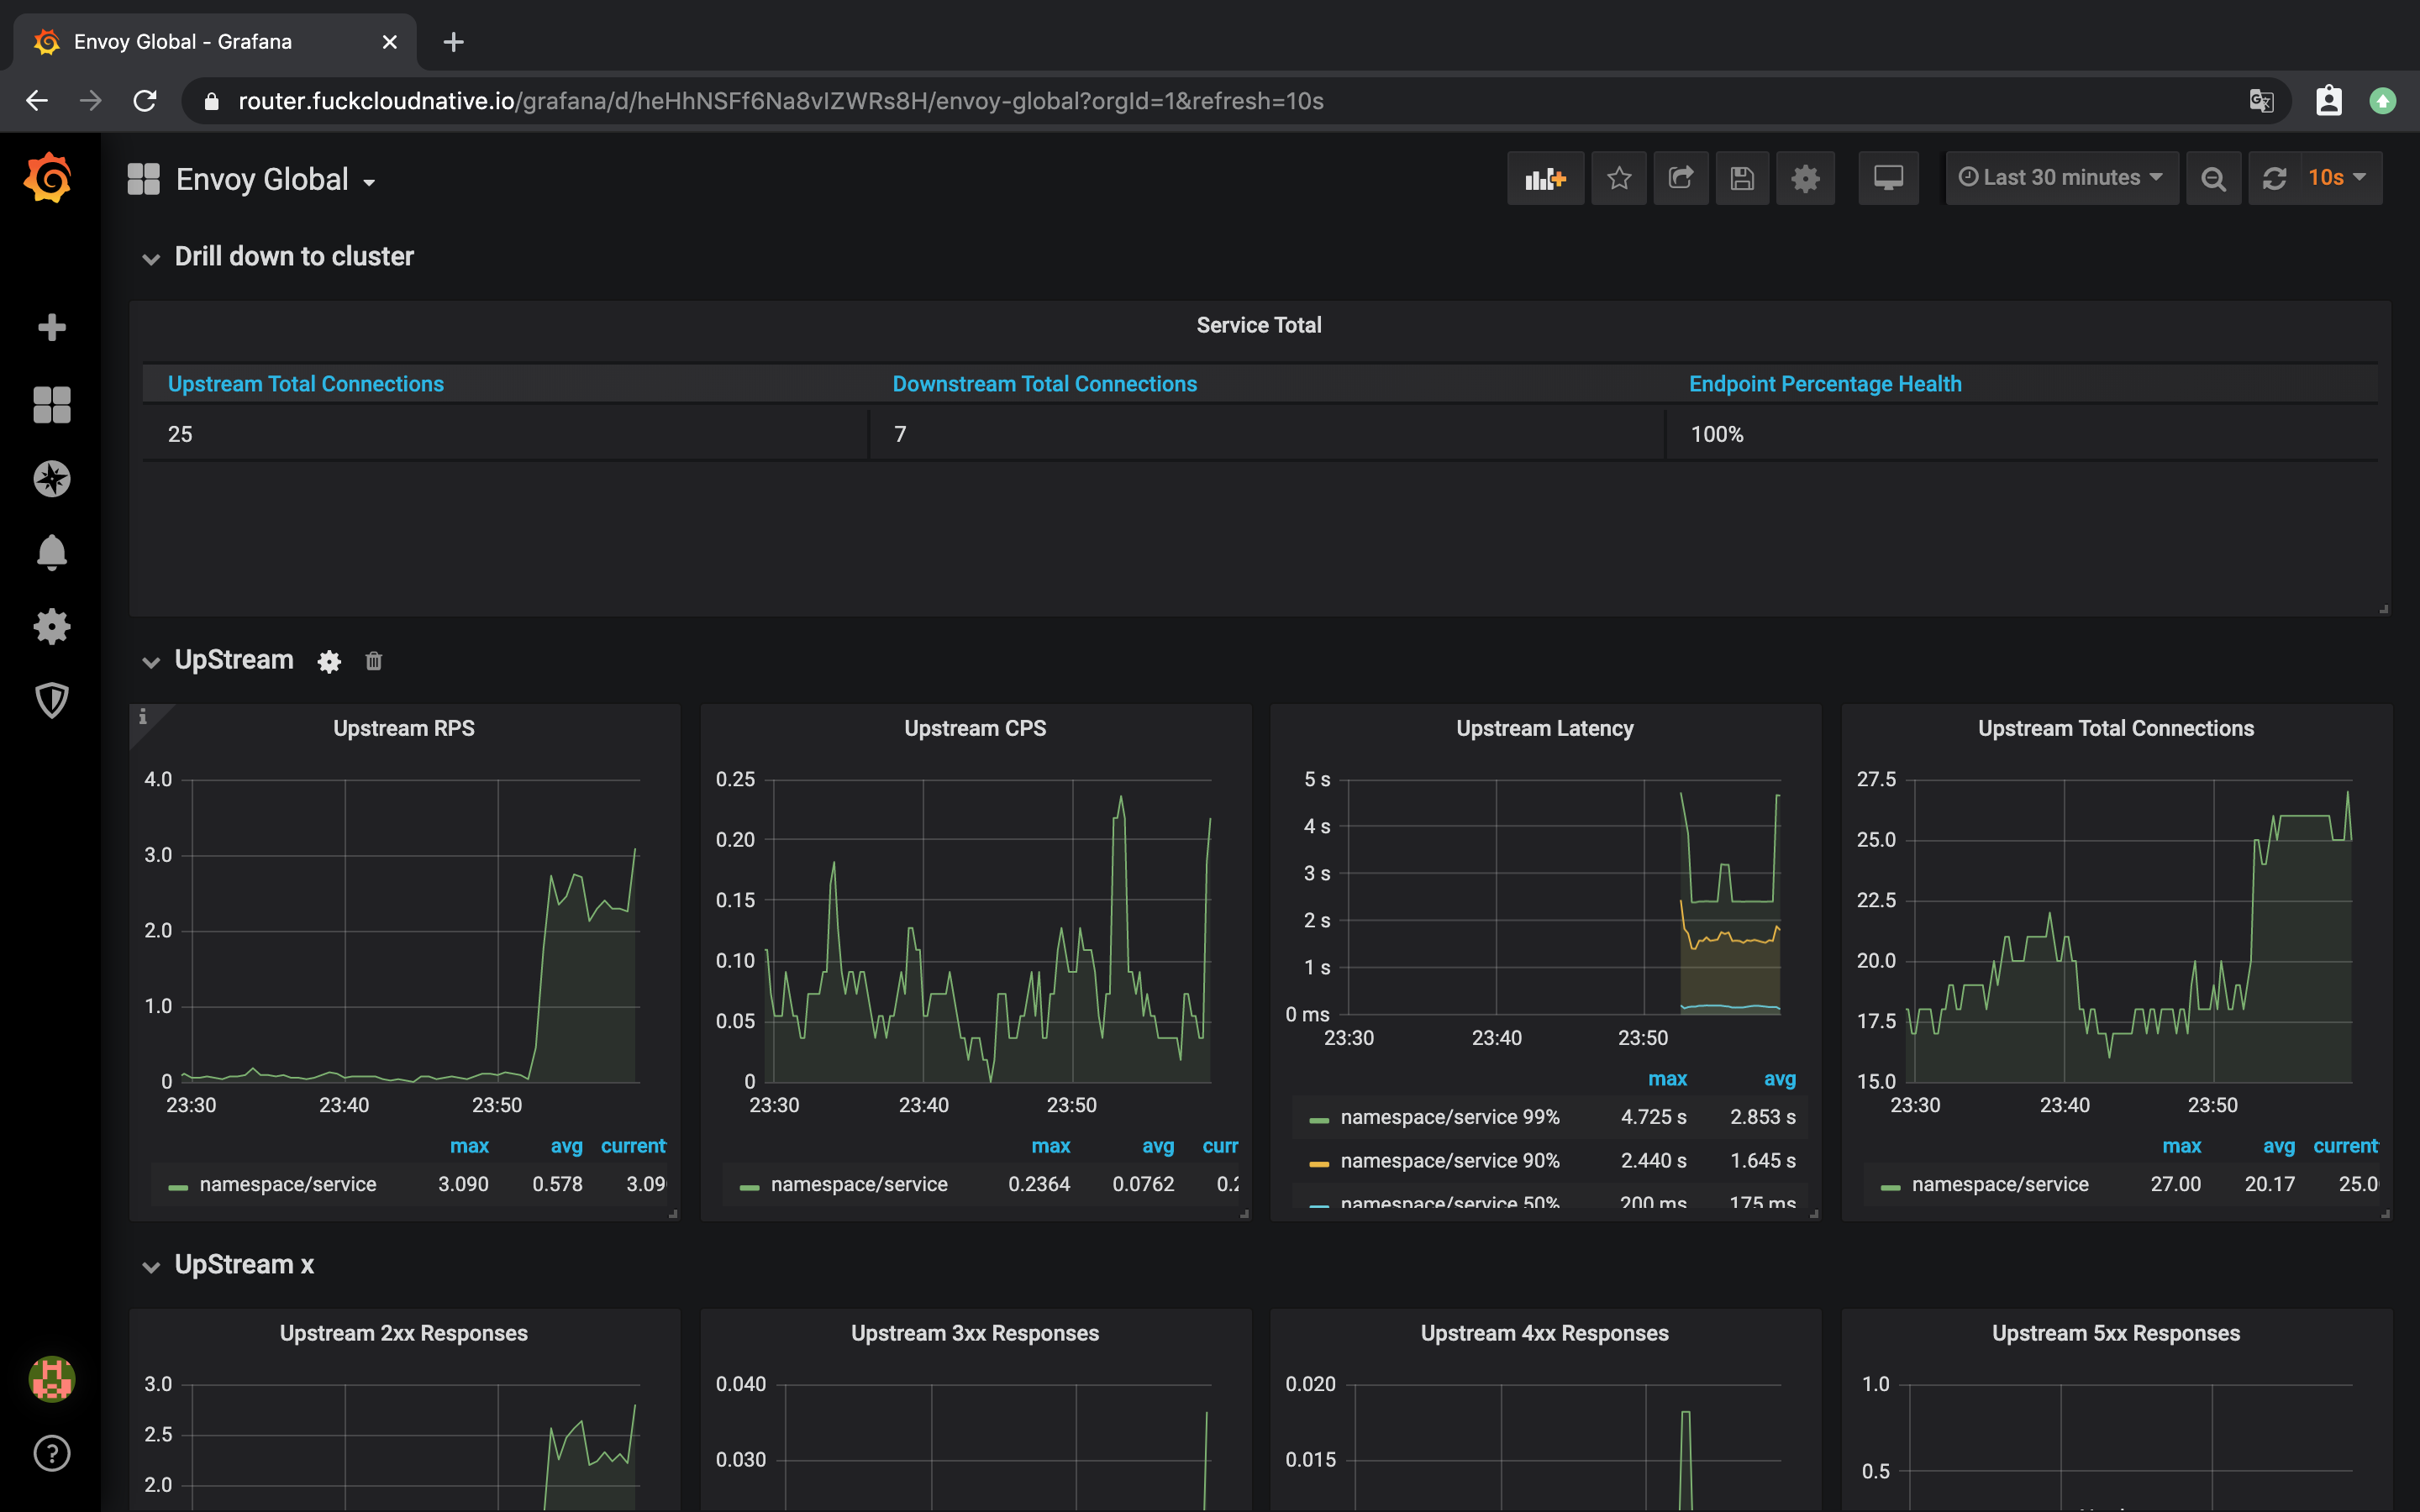 Envoy Global - Grafana
router.fuckcloudnative.io/grafana/d/heHhNSFf6Na8vIZWRs8H/envoy-global?orgId=1&refresh=10s
Envoy Global
Last 30 minutes
10s
Drill down to cluster
Service Total
Upstream Total Connections Downstream Total Connections Endpoint Percentage Health
25 7 100%
UpStream
Upstream RPS
4.0
3.0
2.0
1.0
0
23:30 23:40 23:50
max avg current
namespace/service 3.090 0.578 3.09
Upstream CPS
0.25
0.20
0.15
0.10
0.05
0
23:30 23:40 23:50
max avg curr
namespace/service 0.2364 0.0762 0.2
Upstream Latency
5 s
4 s
3 s
2 s
1 s
0 ms
23:30 23:40 23:50
max avg
namespace/service 99% 4.725 s 2.853 s
namespace/service 90% 2.440 s 1.645 s
namespace/service 50% 200 ms 175 ms
Upstream Total Connections
27.5
25.0
22.5
20.0
17.5
15.0
23:30 23:40 23:50
max avg current
namespace/service 27.00 20.17 25.0
UpStream x
Upstream 2xx Responses
3.0
2.5
2.0
Upstream 3xx Responses
0.040
0.030
Upstream 4xx Responses
0.020
0.015
Upstream 5xx Responses
1.0
0.5